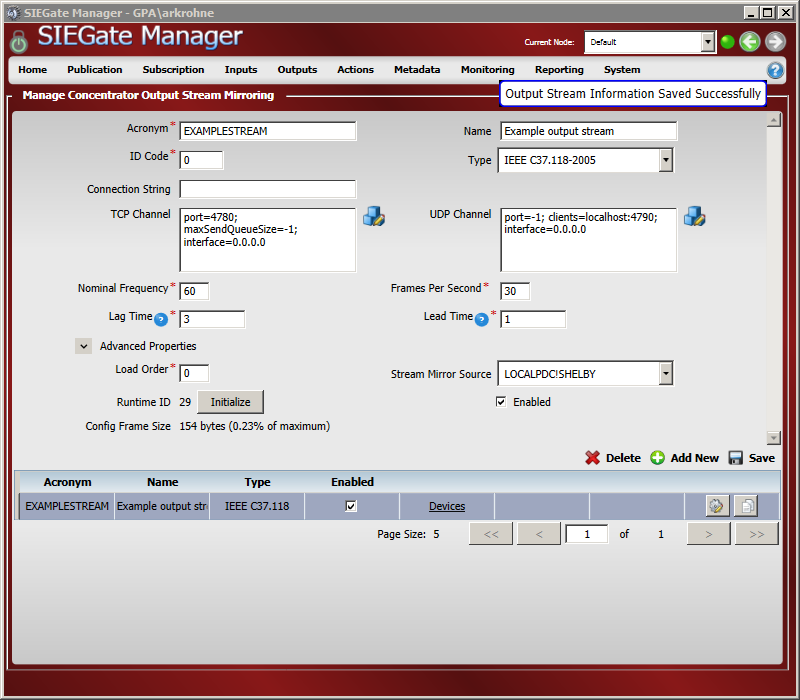 SIEGate Manager - GPA\arkrohne
SIEGate Manager
Current Node: Default
Home Publication Subscription Inputs Outputs Actions Metadata Monitoring Reporting System
Output Stream Information Saved Successfully
Manage Concentrator Output Stream Mirroring
Acronym * EXAMPLESTREAM Name Example output stream
ID Code * 0 Type IEEE C37.118-2005
Connection String
TCP Channel port=4780; UDP Channel port=-1; clients=localhost:4790;
maxSendQueueSize=-1; interface=0.0.0.0
interface=0.0.0.0
Nominal Frequency * 60 Frames Per Second * 30
Lag Time ? * 3 Lead Time ? * 1
Advanced Properties
Load Order * 0 Stream Mirror Source LOCALPDC!SHELBY
Runtime ID 29 Initialize Enabled
Config Frame Size 154 bytes (0.23% of maximum)
Delete Add New Save
Acronym Name Type Enabled
EXAMPLESTREAM Example output str IEEE C37.118 Devices
Page Size: 5 << < 1 of 1 > >>